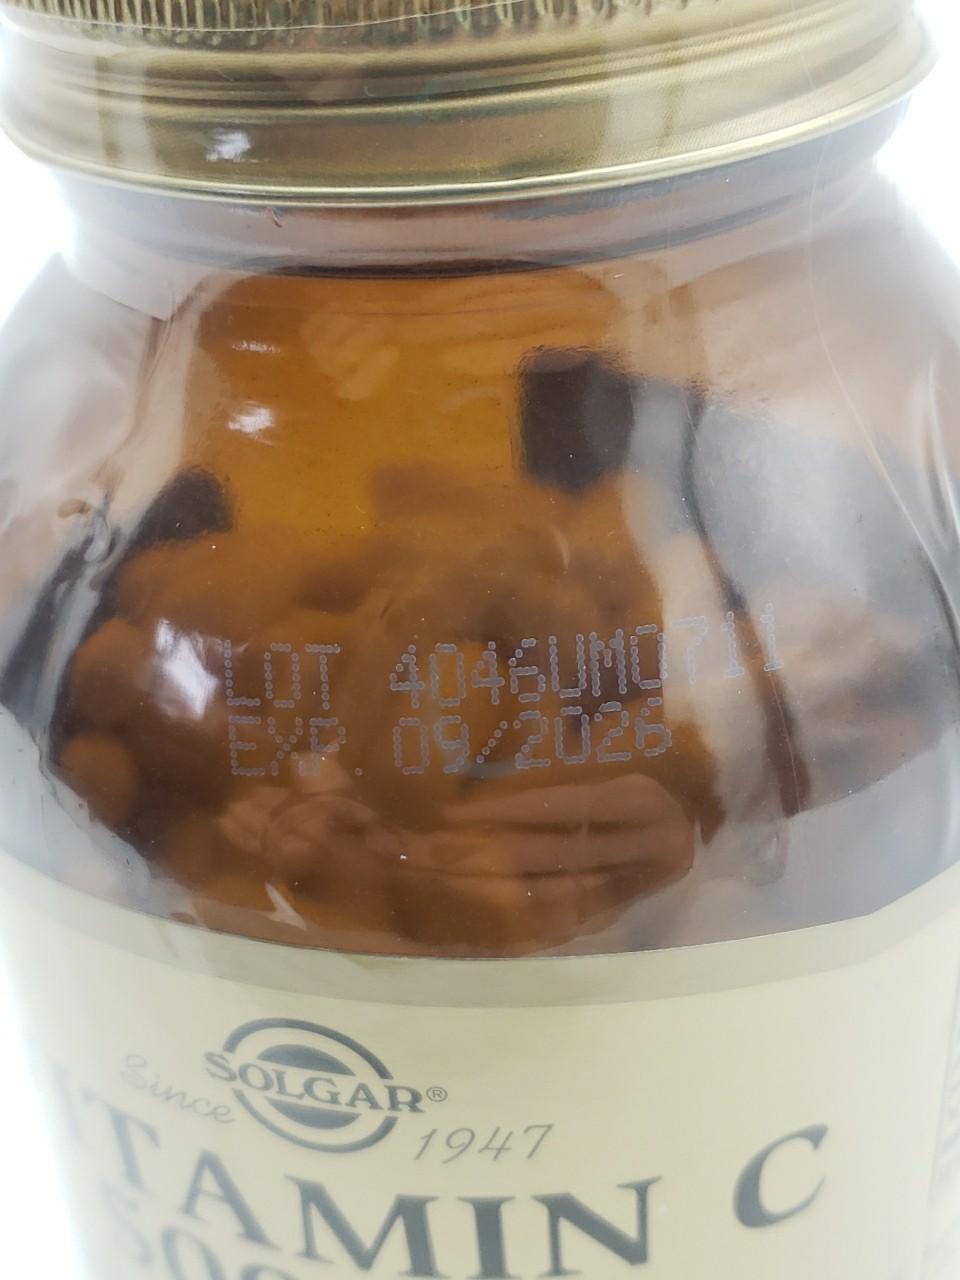 LOT 4046UM0711
EXP. 09/2026
SOLGAR®
Since 1947
VITAMIN C